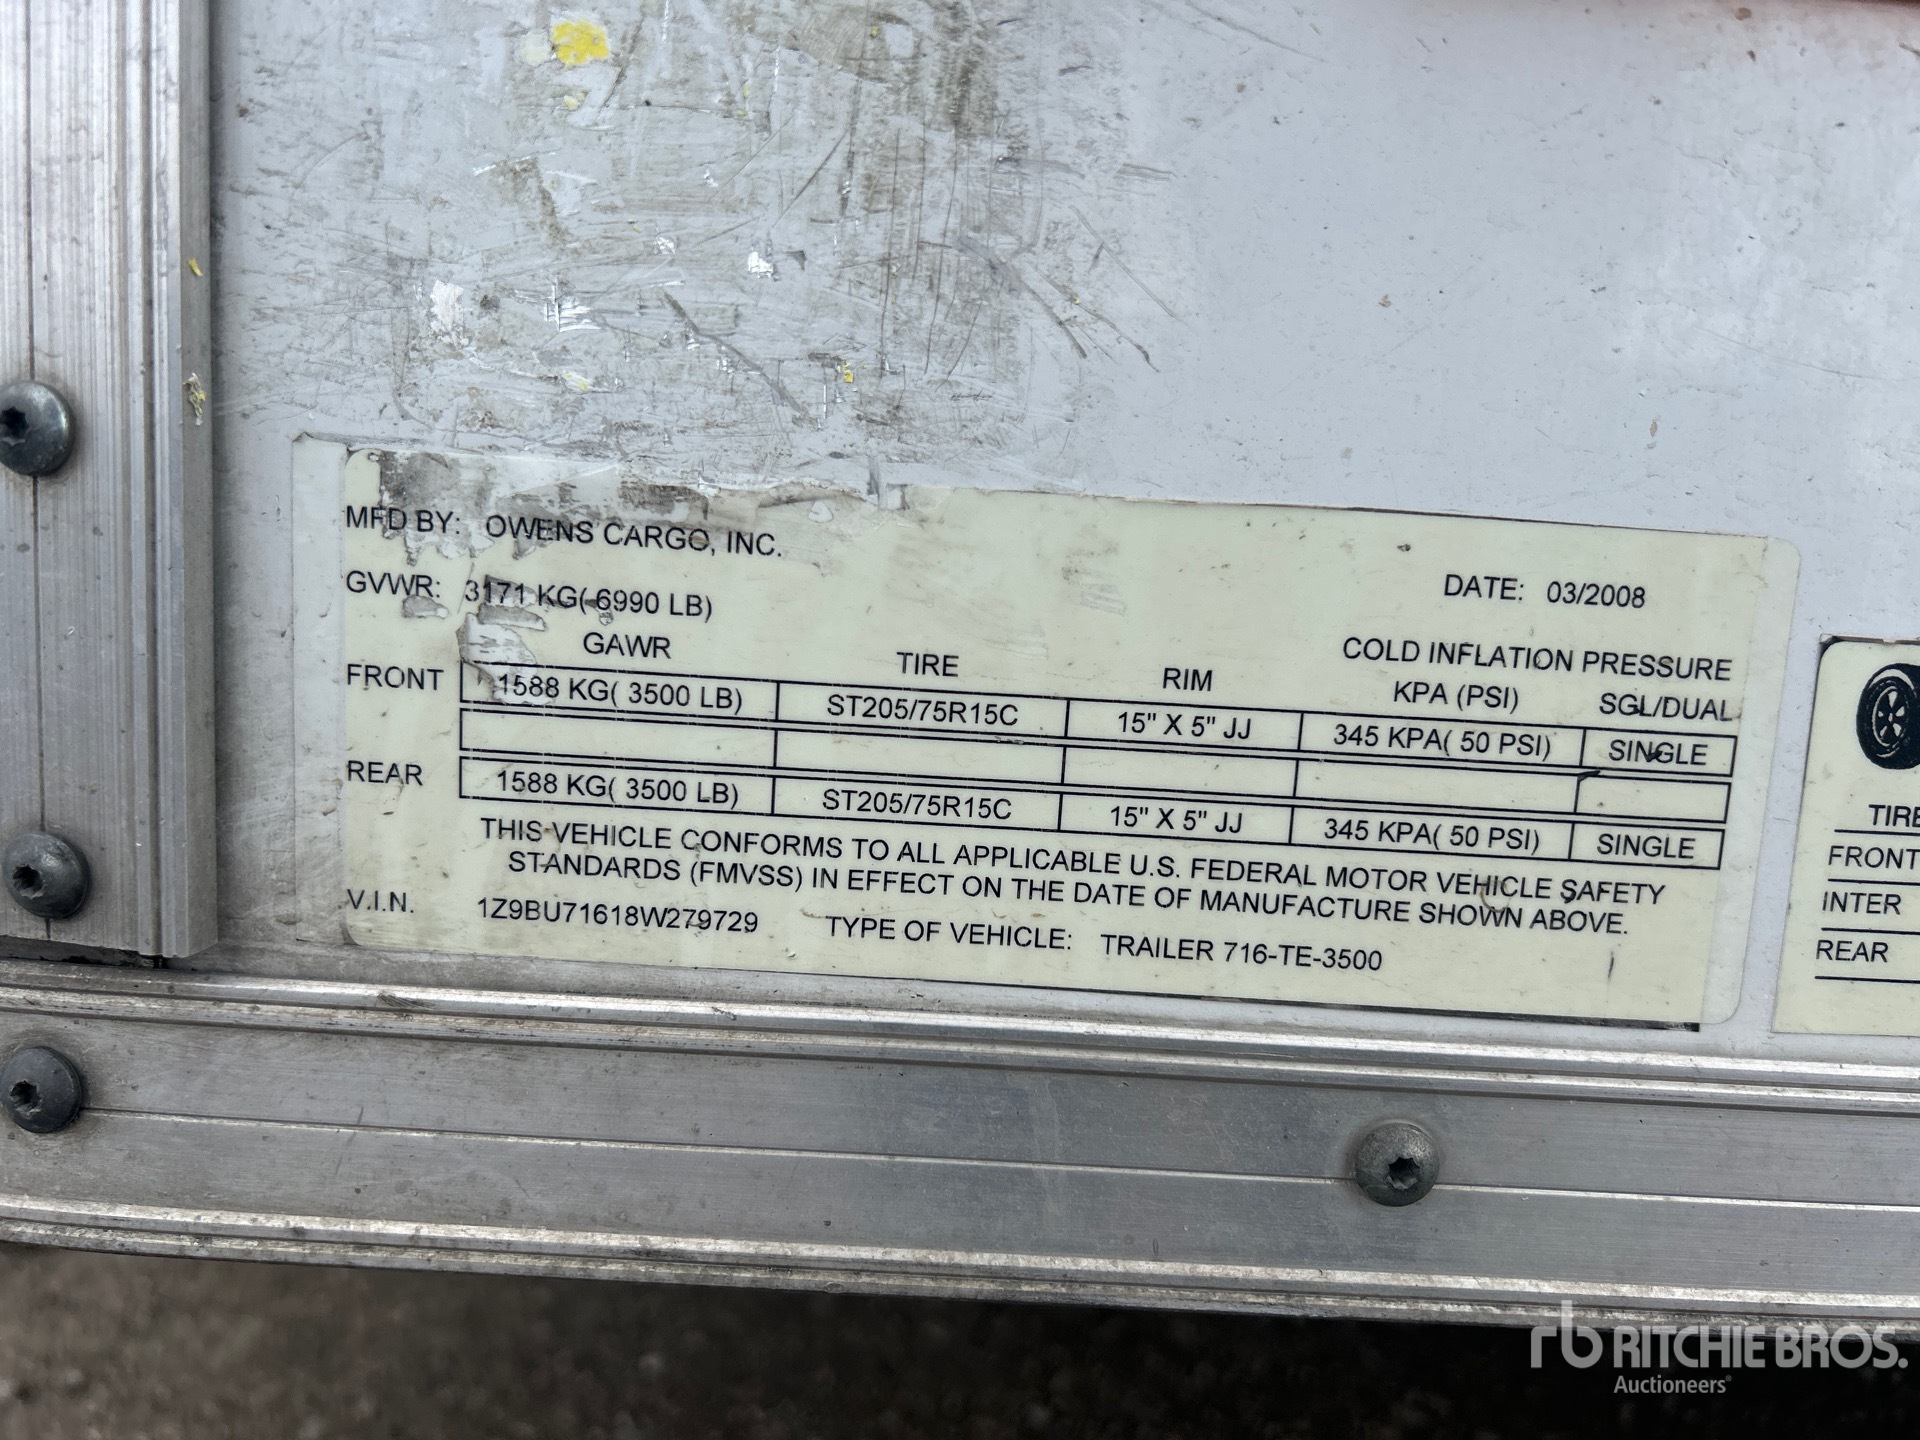 MFD BY: OWENS CARGO, INC.
GVWR: 3171 KG( 6990 LB)
DATE: 03/2008
GAWR TIRE RIM COLD INFLATION PRESSURE
KPA (PSI) SGL/DUAL
FRONT 1588 KG( 3500 LB) ST205/75R15C 15" X 5" JJ 345 KPA( 50 PSI) SINGLE
REAR 1588 KG( 3500 LB) ST205/75R15C 15" X 5" JJ 345 KPA( 50 PSI) SINGLE
THIS VEHICLE CONFORMS TO ALL APPLICABLE U.S. FEDERAL MOTOR VEHICLE SAFETY
STANDARDS (FMVSS) IN EFFECT ON THE DATE OF MANUFACTURE SHOWN ABOVE.
V.I.N. 1Z9BU71618W279729 TYPE OF VEHICLE: TRAILER 716-TE-3500
TIRE
FRONT
INTER
REAR
rb RITCHIE BROS.
Auctioneers